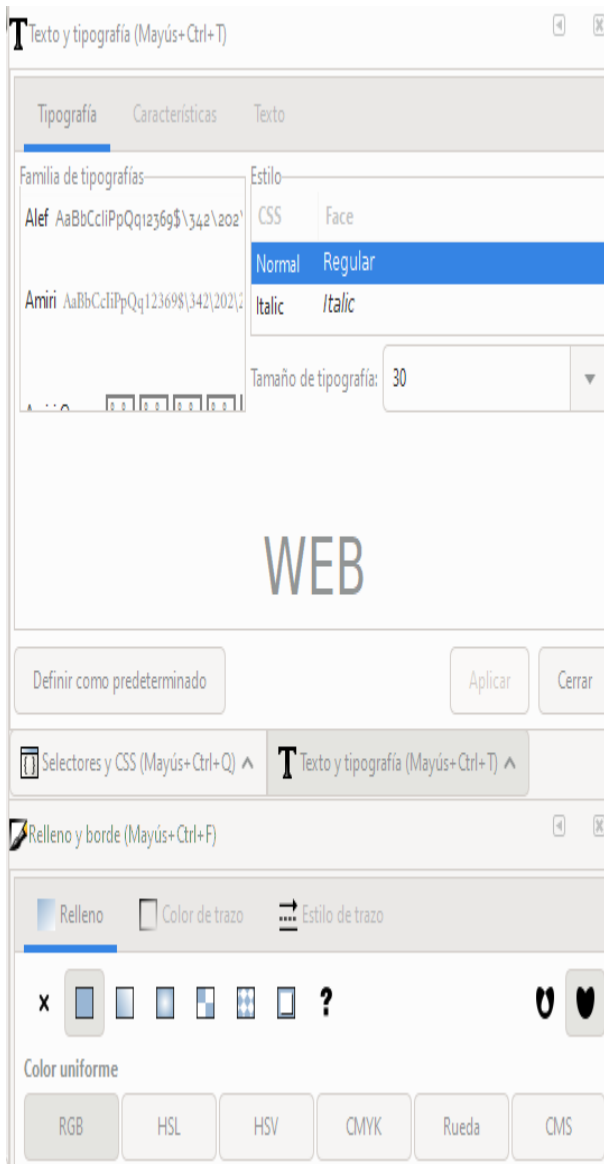 Texto y tipografía (Mayús+Ctrl+T)
Tipografía Características Texto
Familia de tipografías
Alef AaBbCcIiPpQq12369$\342\202\
Amiri AaBbCcIiPpQq12369$\342\202\2
Estilo
CSS Face
Normal Regular
Italic Italic
Tamaño de tipografía: 30
WEB
Definir como predeterminado Aplicar Cerrar
Selectores y CSS (Mayús+Ctrl+Q) Texto y tipografía (Mayús+Ctrl+T)
Relleno y borde (Mayús+Ctrl+F)
Relleno Color de trazo Estilo de trazo
?
Color uniforme
RGB HSL HSV CMYK Rueda CMS